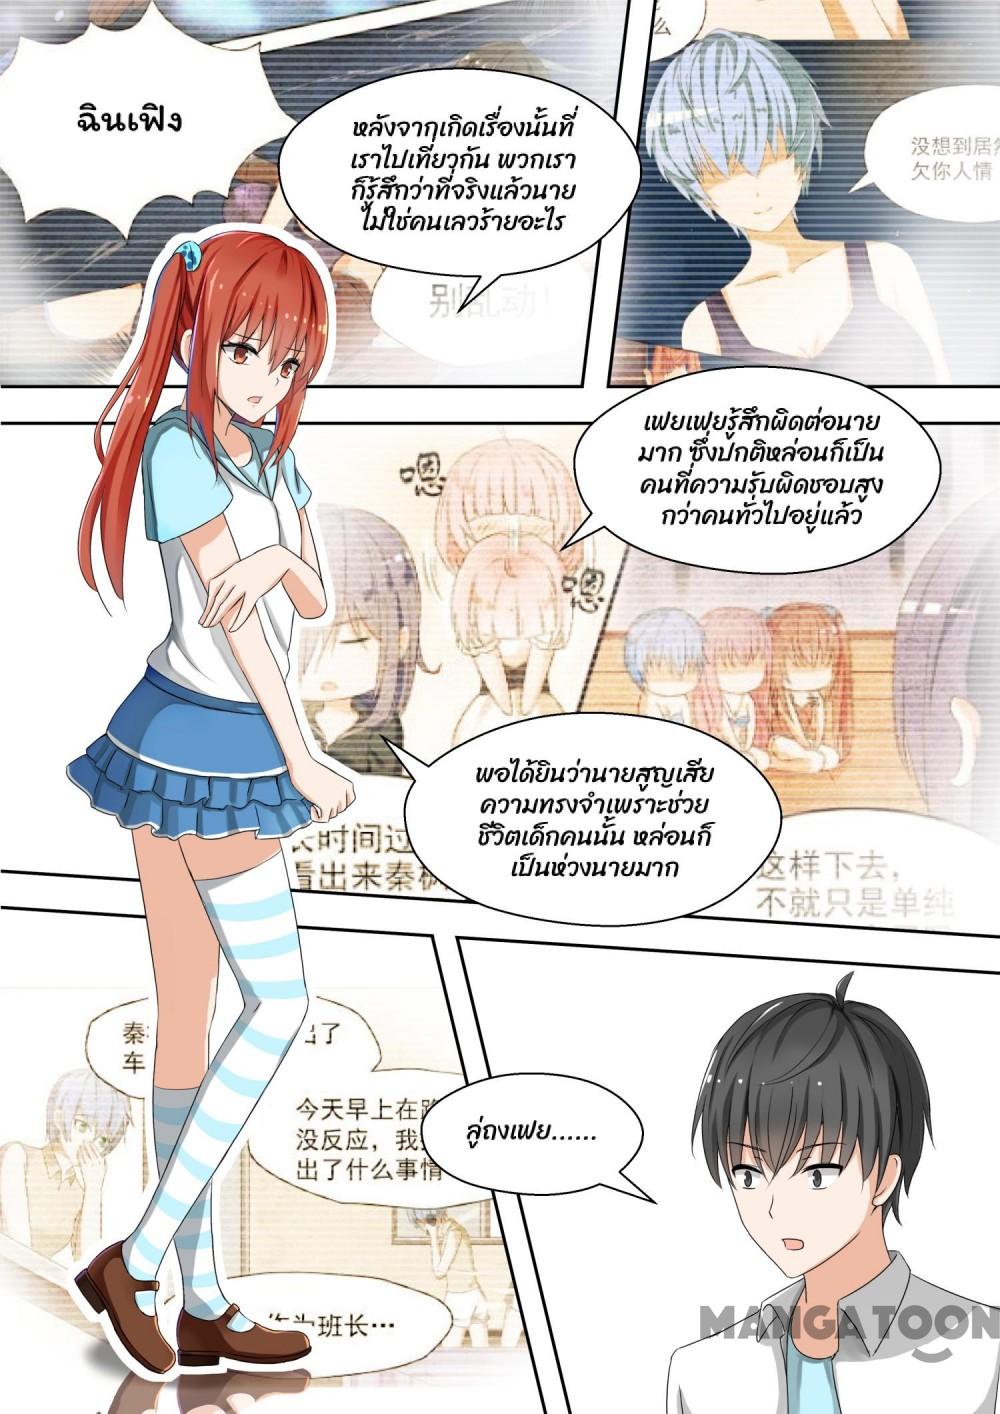 ฉินเฟิง
หลังจากเกิดเรื่องนั้นที่
เราไปเที่ยวกัน พวกเรา
ก็รู้สึกว่าที่จริงแล้วนาย
ไม่ใช่คนเลวร้ายอะไร
没想到居然
欠你人情
别乱动！
เฟยเฟยรู้สึกผิดต่อนาย
มาก ซึ่งปกติหล่อนก็เป็น
คนที่ความรับผิดชอบสูง
กว่าคนทั่วไปอยู่แล้ว
嗯
嗯
พอได้ยินว่านายสูญเสีย
ความทรงจำเพราะช่วย
ชีวิตเด็กคนนั้น หล่อนก็
เป็นห่วงนายมาก
长时间过
看出来秦枫
这样下去，
不就只是单纯
秦
出了
车
今天早上在路
没反应，我
出了什么事情
ลู่ถงเฟย......
作为班长…
MANGATOON